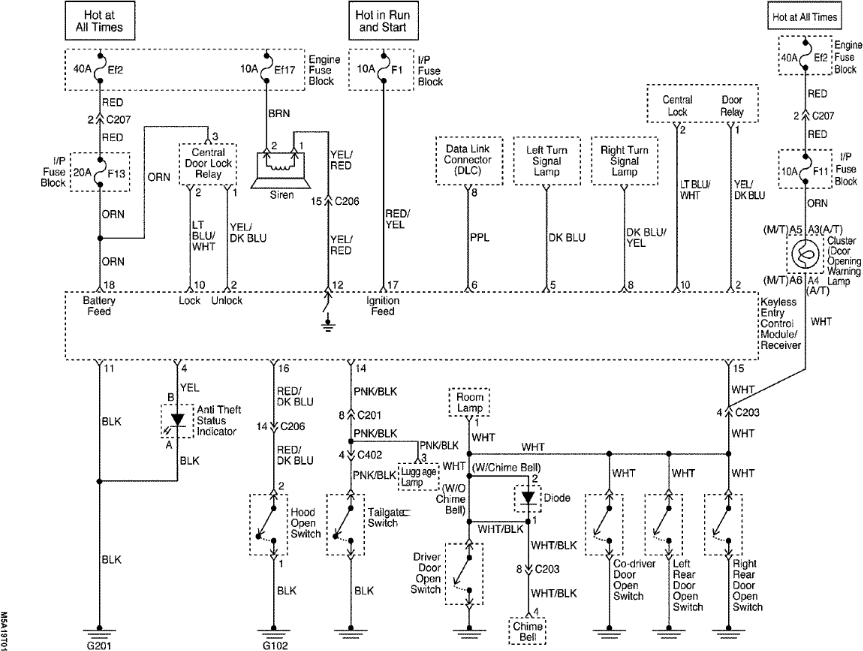 Hot at
All Times
Hot in Run
and Start
Hot at All Times
40A Ef2
10A Ef17
Engine
Fuse
Block
10A F1
I/P
Fuse
Block
40A Ef2
Engine
Fuse
Block
RED
2 C207
RED
BRN
RED
2 C207
RED
I/P
Fuse
Block
20A F13
ORN
ORN
ORN
3
Central
Door Lock
Relay
2 1
LT
BLU/
WHT
YEL/
DK BLU
2 1
Siren
YEL/
RED
15 C206
YEL/
RED
RED/
YEL
Data Link
Connector
(DLC)
8
PPL
Left Turn
Signal
Lamp
DK BLU
Right Turn
Signal
Lamp
DK BLU/
YEL
Central
Lock
2
Door
Relay
1
LT BLU/
WHT
YEL/
DK BLU
10A F11
I/P
Fuse
Block
ORN
(M/T) A5 A3 (A/T)
Cluster
(Door
Opening
Warning
Lamp
(M/T) A6 A4
(A/T)
WHT
18 10 2 12 17 6 5 8 10 2
Battery
Feed
Lock
Unlock
Ignition
Feed
Keyless
Entry
Control
Module/
Receiver
11 4 16 14 15
BLK
YEL
B
A
Anti Theft
Status
Indicator
BLK
BLK
RED/
DK BLU
14 C206
RED/
DK BLU
2
Hood
Open
Switch
1
BLK
PNK/BLK
8 C201
PNK/BLK
4 C402
PNK/BLK
PNK/BLK
3
Luggage
Lamp
Tailgate
Switch
BLK
Room
Lamp
1
WHT
WHT
WHT
(W/O
Chime
Bell)
(W/Chime Bell)
2
Diode
1
WHT/BLK
WHT/BLK
8 C203
WHT/BLK
4
Chime
Bell
Driver
Door
Open
Switch
WHT
4 C203
WHT
WHT
WHT
WHT
Co-driver
Door
Open
Switch
Left
Rear
Door
Open
Switch
Right
Rear
Door
Open
Switch
G201
G102
M5A19T01